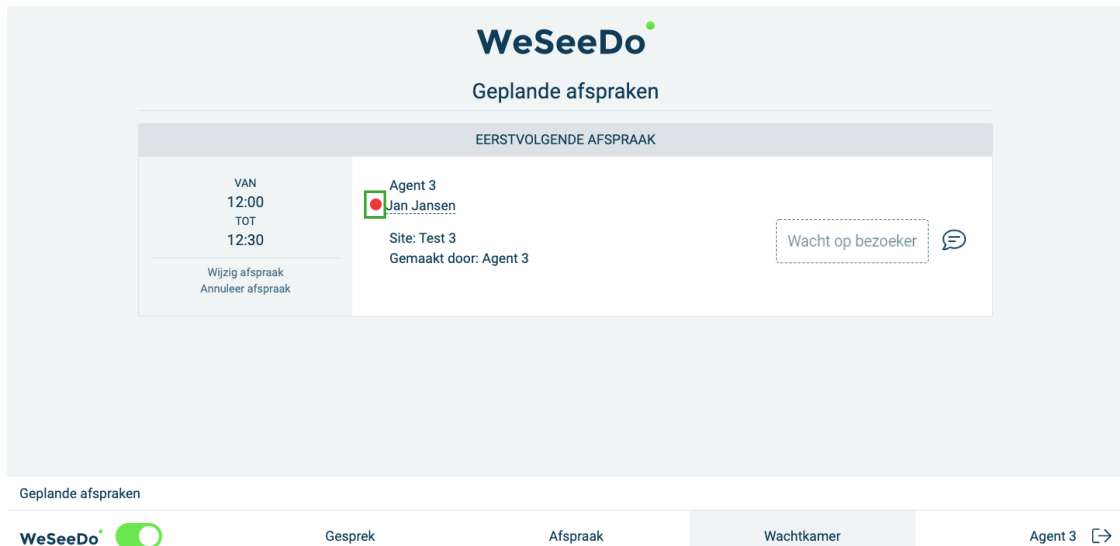 WeSeeDo
Geplande afspraken
EERSTVOLGENDE AFSPRAAK
VAN
12:00
TOT
12:30
Wijzig afspraak
Annuleer afspraak
Agent 3
Jan Jansen
Site: Test 3
Gemaakt door: Agent 3
Wacht op bezoeker
Geplande afspraken
WeSeeDo Gesprek Afspraak Wachtkamer Agent 3